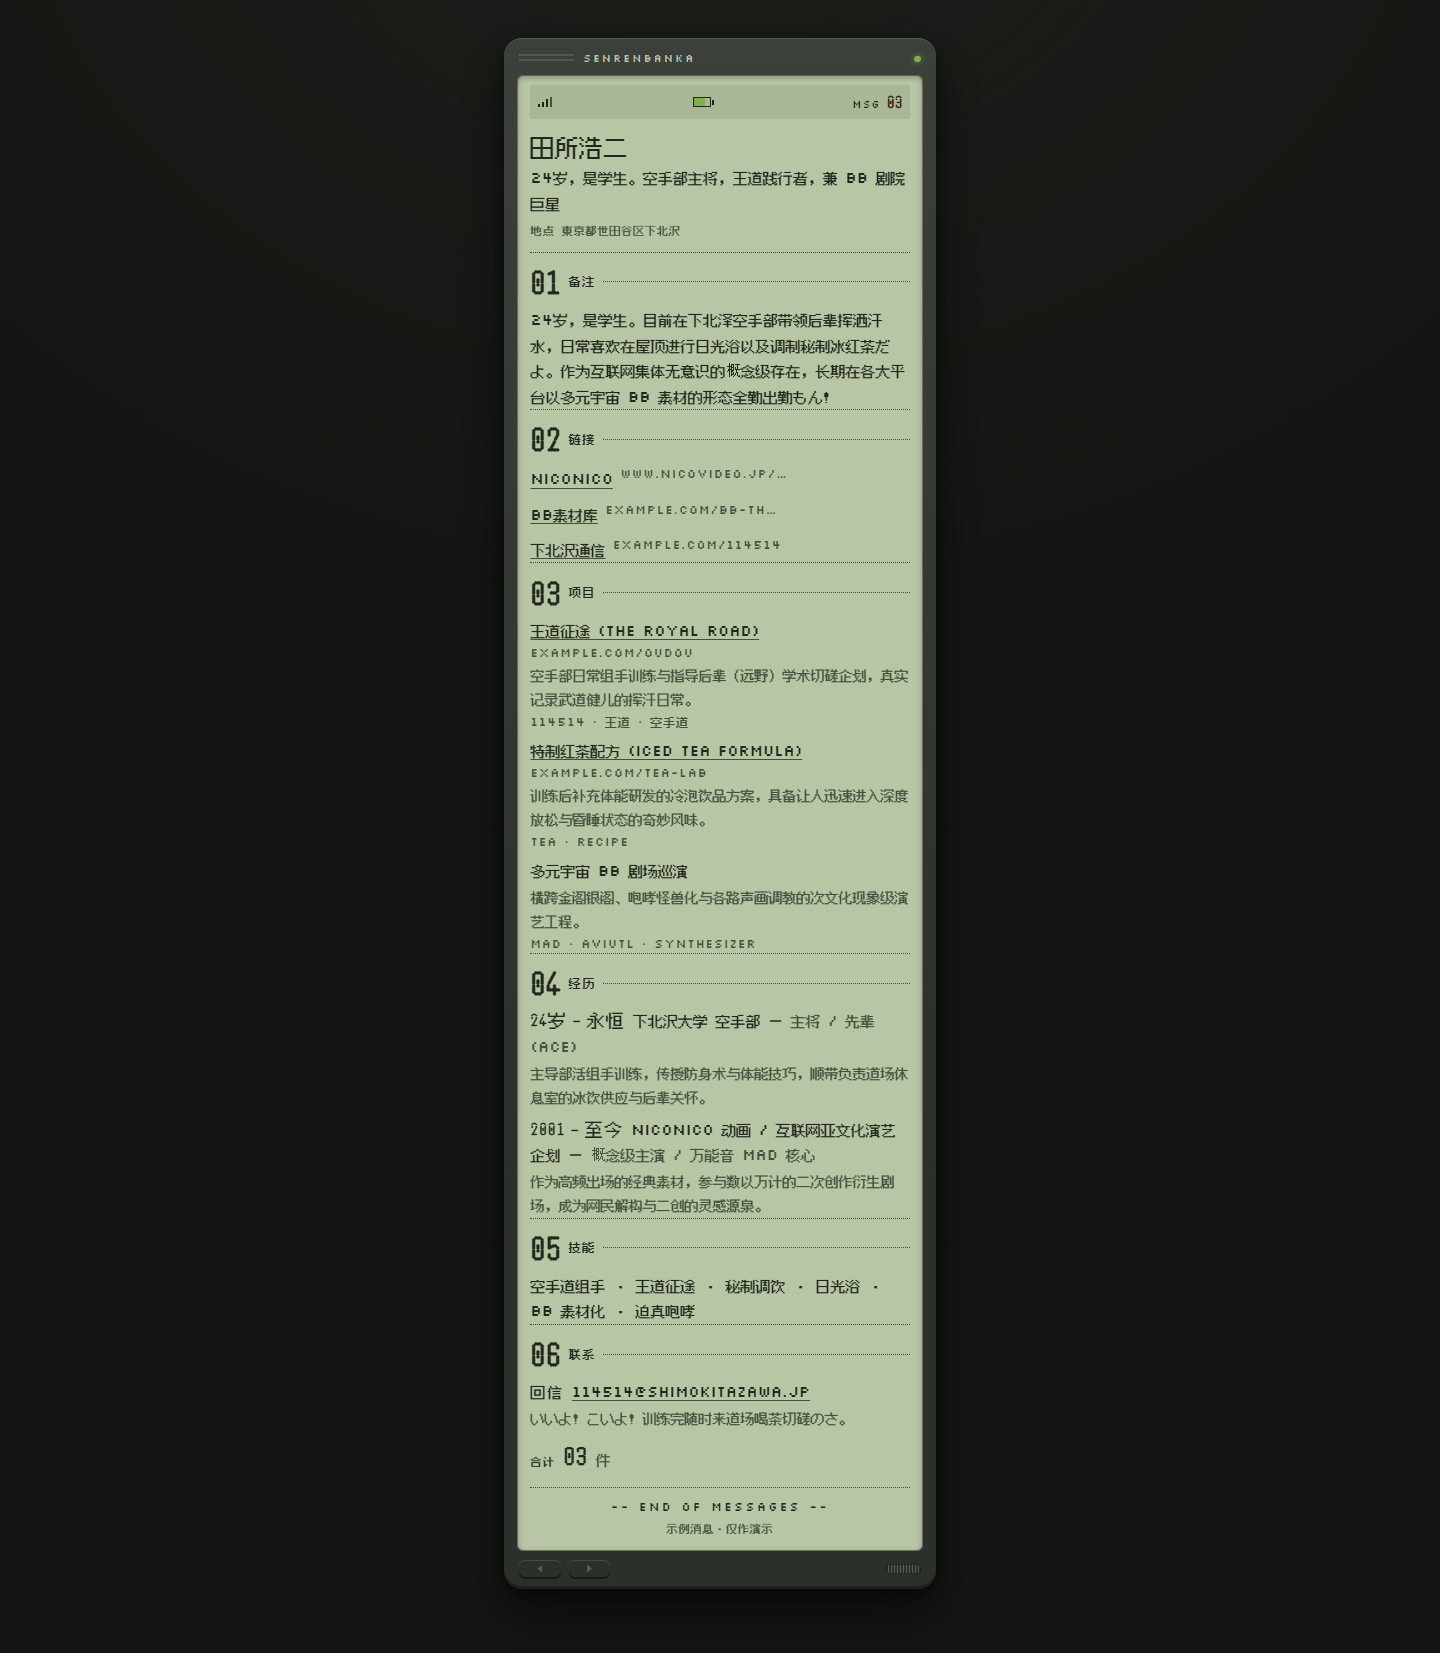 SENRENBANKA
MSG 03
田所浩二
24岁，是学生。空手部主将，王道践行者，兼 BB 剧院
巨星
地点 東京都世田谷区下北沢
01 备注
24岁，是学生。目前在下北泽空手部带领后辈挥洒汗
水，日常喜欢在屋顶进行日光浴以及调制秘制冰红茶だ
よ。作为互联网集体无意识的概念级存在，长期在各大平
台以多元宇宙 BB 素材的形态全勤出勤もん!
02 链接
NICONICO WWW.NICOVIDEO.JP/…
BB素材库 EXAMPLE.COM/BB-TH…
下北沢通信 EXAMPLE.COM/114514
03 项目
王道征途 (THE ROYAL ROAD)
EXAMPLE.COM/OUDOU
空手部日常组手训练与指导后辈（远野）学术切磋企划，真实
记录武道健儿的挥汗日常。
114514 · 王道 · 空手道
特制红茶配方 (ICED TEA FORMULA)
EXAMPLE.COM/TEA-LAB
训练后补充体能研发的冷泡饮品方案，具备让人迅速进入深度
放松与昏睡状态的奇妙风味。
TEA · RECIPE
多元宇宙 BB 剧场巡演
横跨金阁银阁、咆哮怪兽化与各路声画调教的次文化现象级演
艺工程。
MAD · AVIUTL · SYNTHESIZER
04 经历
24岁 – 永恒 下北沢大学 空手部 — 主将 / 先辈
(ACE)
主导部活组手训练，传授防身术与体能技巧，顺带负责道场休
息室的冰饮供应与后辈关怀。
2001 – 至今 NICONICO 动画 / 互联网亚文化演艺
企划 — 概念级主演 / 万能音 MAD 核心
作为高频出场的经典素材，参与数以万计的二次创作衍生剧
场，成为网民解构与二创的灵感源泉。
05 技能
空手道组手 · 王道征途 · 秘制调饮 · 日光浴 ·
BB 素材化 · 迫真咆哮
06 联系
回信 114514@SHIMOKITAZAWA.JP
いいよ! こいよ! 训练完随时来道场喝茶切磋のさ。
合计 03 件
-- END OF MESSAGES --
示例消息 · 仅作演示